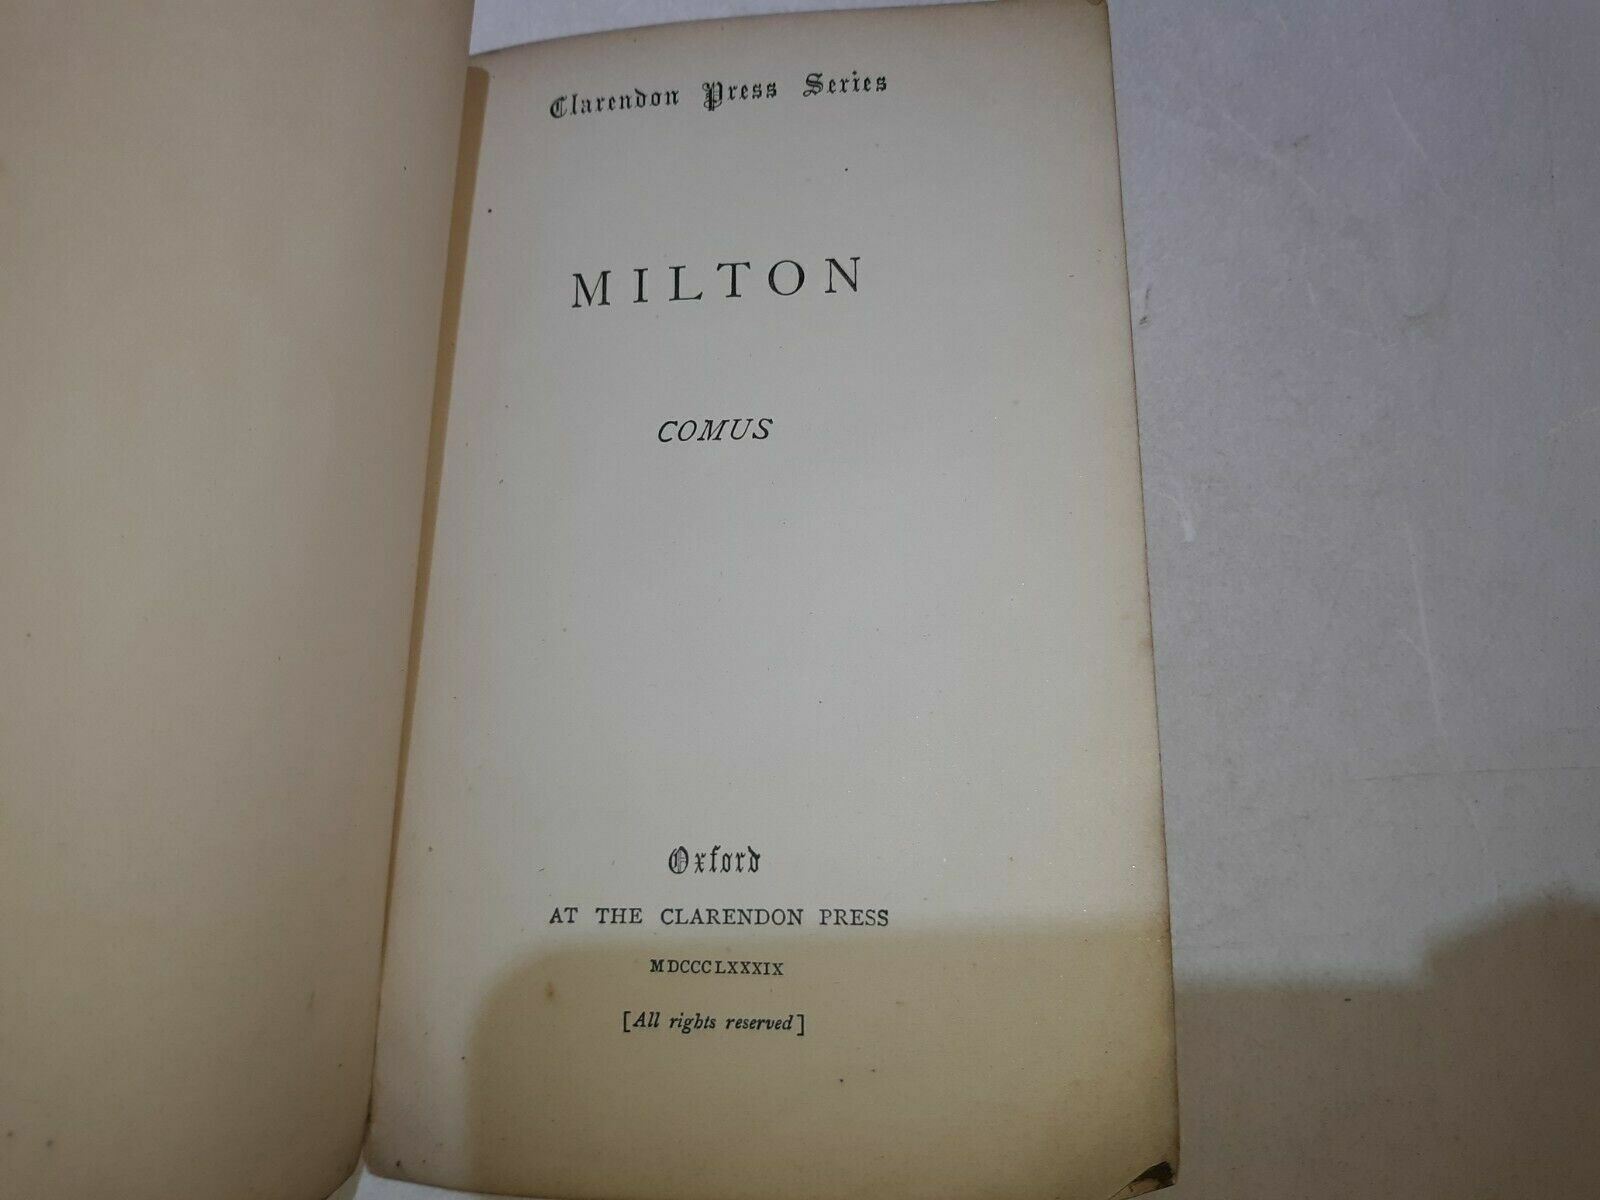 Clarendon Press Series
MILTON
COMUS
Oxford
AT THE CLARENDON PRESS
MDCCCLXXXIX
[All rights reserved]